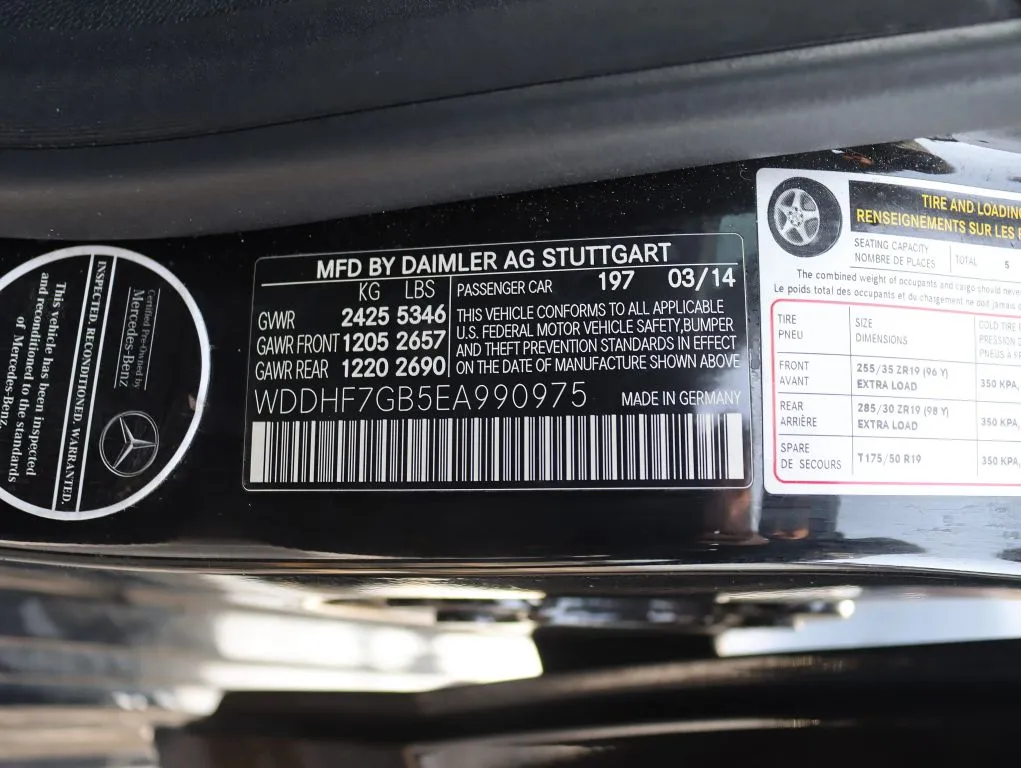 Certified Pre-Owned by
Mercedes-Benz
INSPECTED. RECONDITIONED. WARRANTED.
This vehicle has been inspected
and reconditioned to the standards
of Mercedes-Benz.
MFD BY DAIMLER AG STUTTGART
KG LBS
GVWR 2425 5346
GAWR FRONT 1205 2657
GAWR REAR 1220 2690
PASSENGER CAR 197 03/14
THIS VEHICLE CONFORMS TO ALL APPLICABLE
U.S. FEDERAL MOTOR VEHICLE SAFETY,BUMPER
AND THEFT PREVENTION STANDARDS IN EFFECT
ON THE DATE OF MANUFACTURE SHOWN ABOVE
WDDHF7GB5EA990975 MADE IN GERMANY
TIRE AND LOADIN
RENSEIGNEMENTS SUR LES
SEATING CAPACITY
NOMBRE DE PLACES
TOTAL 5
The combined weight of occupants and cargo should neve
Le poids total des occupants et du chargement ne doit jamais
TIRE
PNEU
SIZE
DIMENSIONS
COLD TIRE
PRESSION D
PNEUS À F
FRONT
AVANT
255/35 ZR19 (96 Y)
EXTRA LOAD
350 KPA,
REAR
ARRIÈRE
285/30 ZR19 (98 Y)
EXTRA LOAD
350 KPA,
SPARE
DE SECOURS
T175/50 R19
350 KPA,